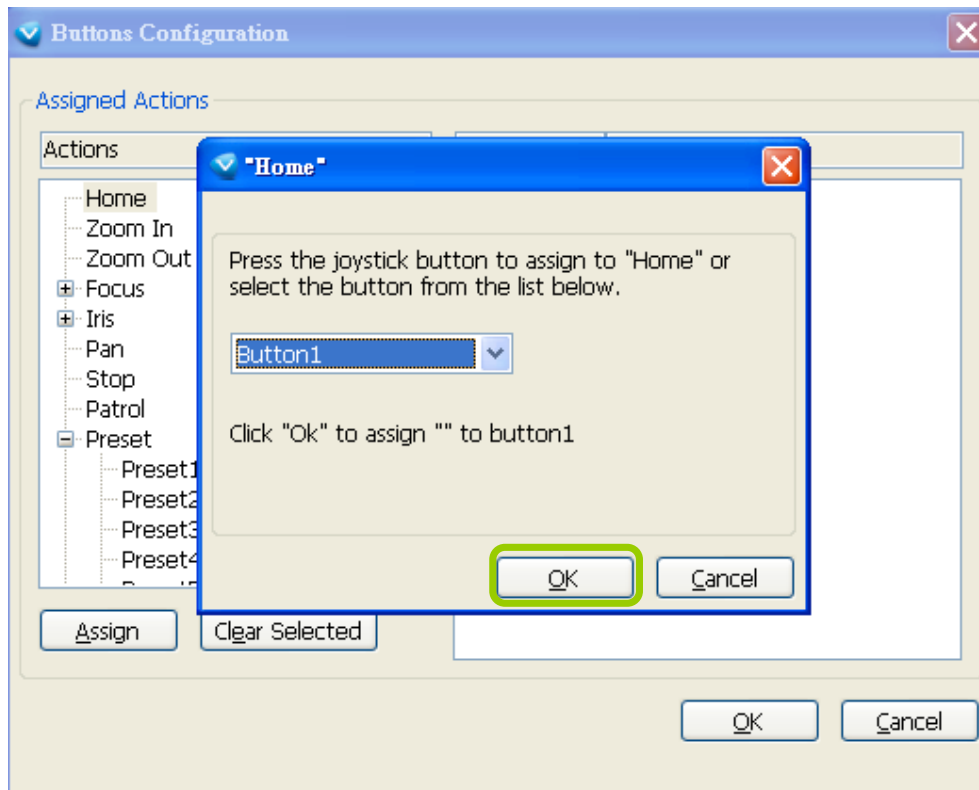 Buttons Configuration
Assigned Actions
Actions
"Home"
Home
Zoom In
Zoom Out
Focus
Iris
Pan
Stop
Patrol
Preset
Preset1
Preset2
Preset3
Preset4
Press the joystick button to assign to "Home" or
select the button from the list below.
Button1
Click "Ok" to assign "" to button1
OK Cancel
Assign Clear Selected
OK Cancel